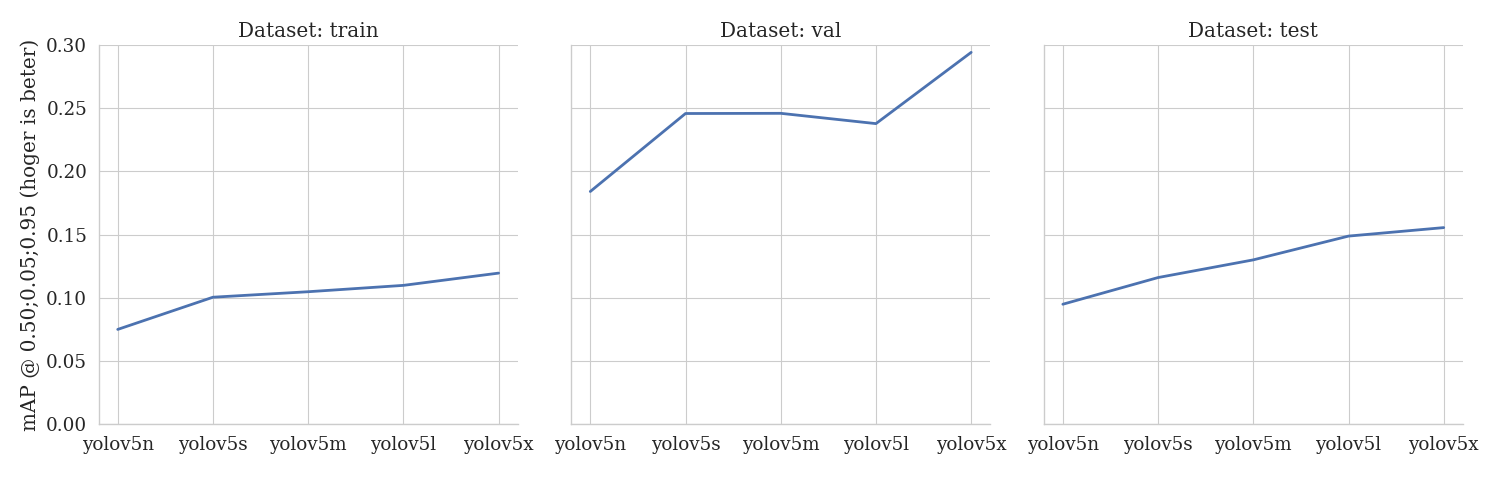 Dataset: train
Dataset: val
Dataset: test
mAP @ 0.50;0.05;0.95 (hoger is beter)
0.30
0.25
0.20
0.15
0.10
0.05
0.00
yolov5n yolov5s yolov5m yolov5l yolov5x
yolov5n yolov5s yolov5m yolov5l yolov5x
yolov5n yolov5s yolov5m yolov5l yolov5x